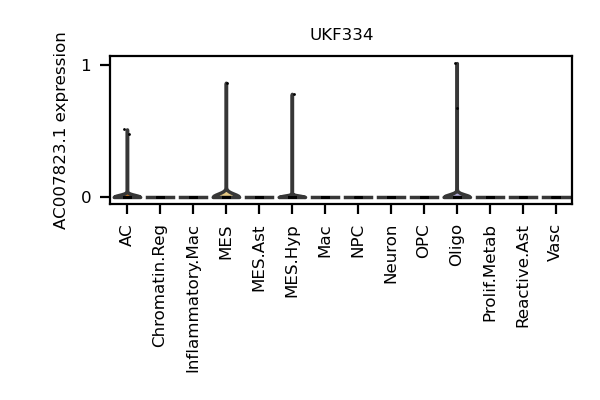 UKF334
AC007823.1 expression
1
0
AC
Chromatin.Reg
Inflammatory.Mac
MES
MES.Ast
MES.Hyp
Mac
NPC
Neuron
OPC
Oligo
Prolif.Metab
Reactive.Ast
Vasc